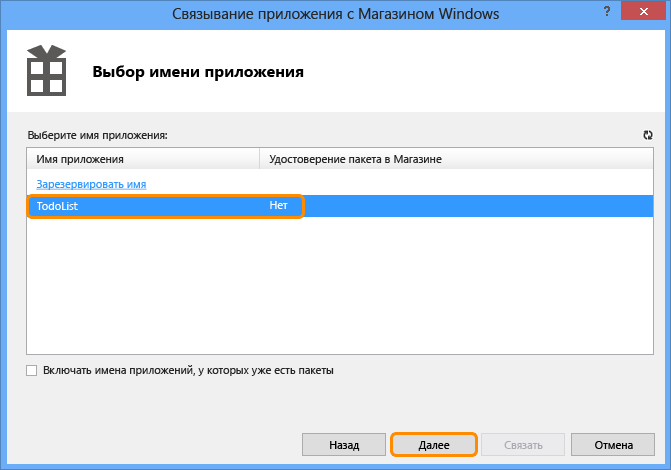 Связывание приложения с Магазином Windows
? ×
Выбор имени приложения
Выберите имя приложения:
Имя приложения Удостоверение пакета в Магазине
Зарезервировать имя
TodoList Нет
Включать имена приложений, у которых уже есть пакеты
Назад Далее Связать Отмена